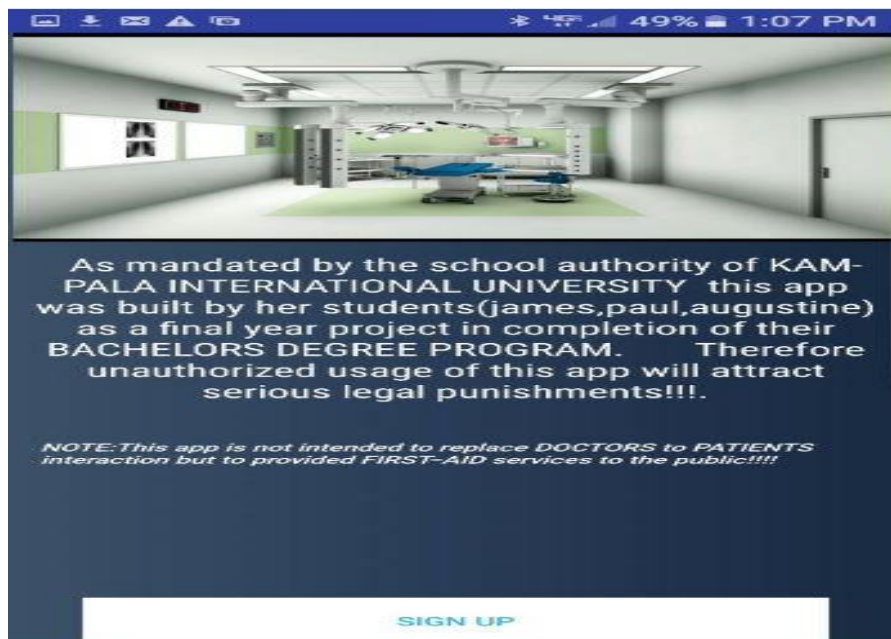 49% 1:07 PM
As mandated by the school authority of KAM-
PALA INTERNATIONAL UNIVERSITY this app
was built by her students(james,paul,augustine)
as a final year project in completion of their
BACHELORS DEGREE PROGRAM. Therefore
unauthorized usage of this app will attract
serious legal punishments!!!.
NOTE:This app is not intended to replace DOCTORS to PATIENTS
interaction but to provided FIRST-AID services to the public!!!!
SIGN UP